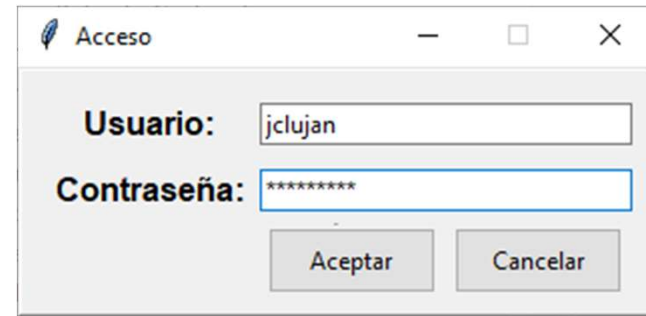 Acceso
Usuario: jclujan
Contraseña: *********
Aceptar Cancelar